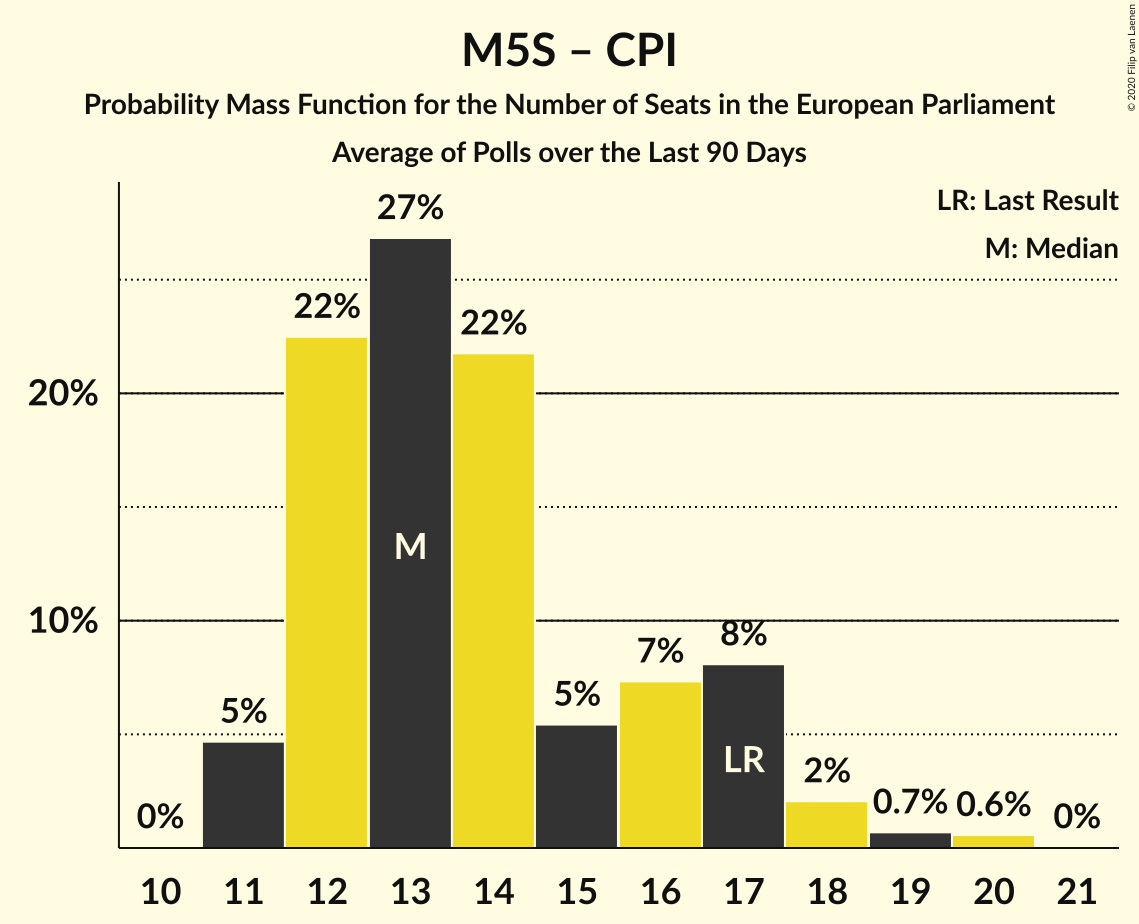 M5S – CPI
Probability Mass Function for the Number of Seats in the European Parliament
Average of Polls over the Last 90 Days
© 2020 Filip van Laenen
LR: Last Result
M: Median
27%
22%
22%
20%
M
10%
8%
7%
5%
5%
LR
2%
0.7%
0.6%
0%
0%
10 11 12 13 14 15 16 17 18 19 20 21